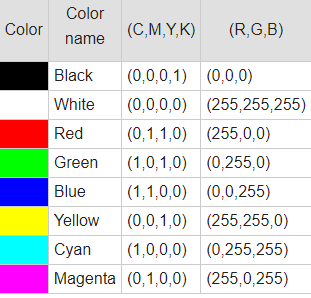 Color Color name (C,M,Y,K) (R,G,B)
Black (0,0,0,1) (0,0,0)
White (0,0,0,0) (255,255,255)
Red (0,1,1,0) (255,0,0)
Green (1,0,1,0) (0,255,0)
Blue (1,1,0,0) (0,0,255)
Yellow (0,0,1,0) (255,255,0)
Cyan (1,0,0,0) (0,255,255)
Magenta (0,1,0,0) (255,0,255)